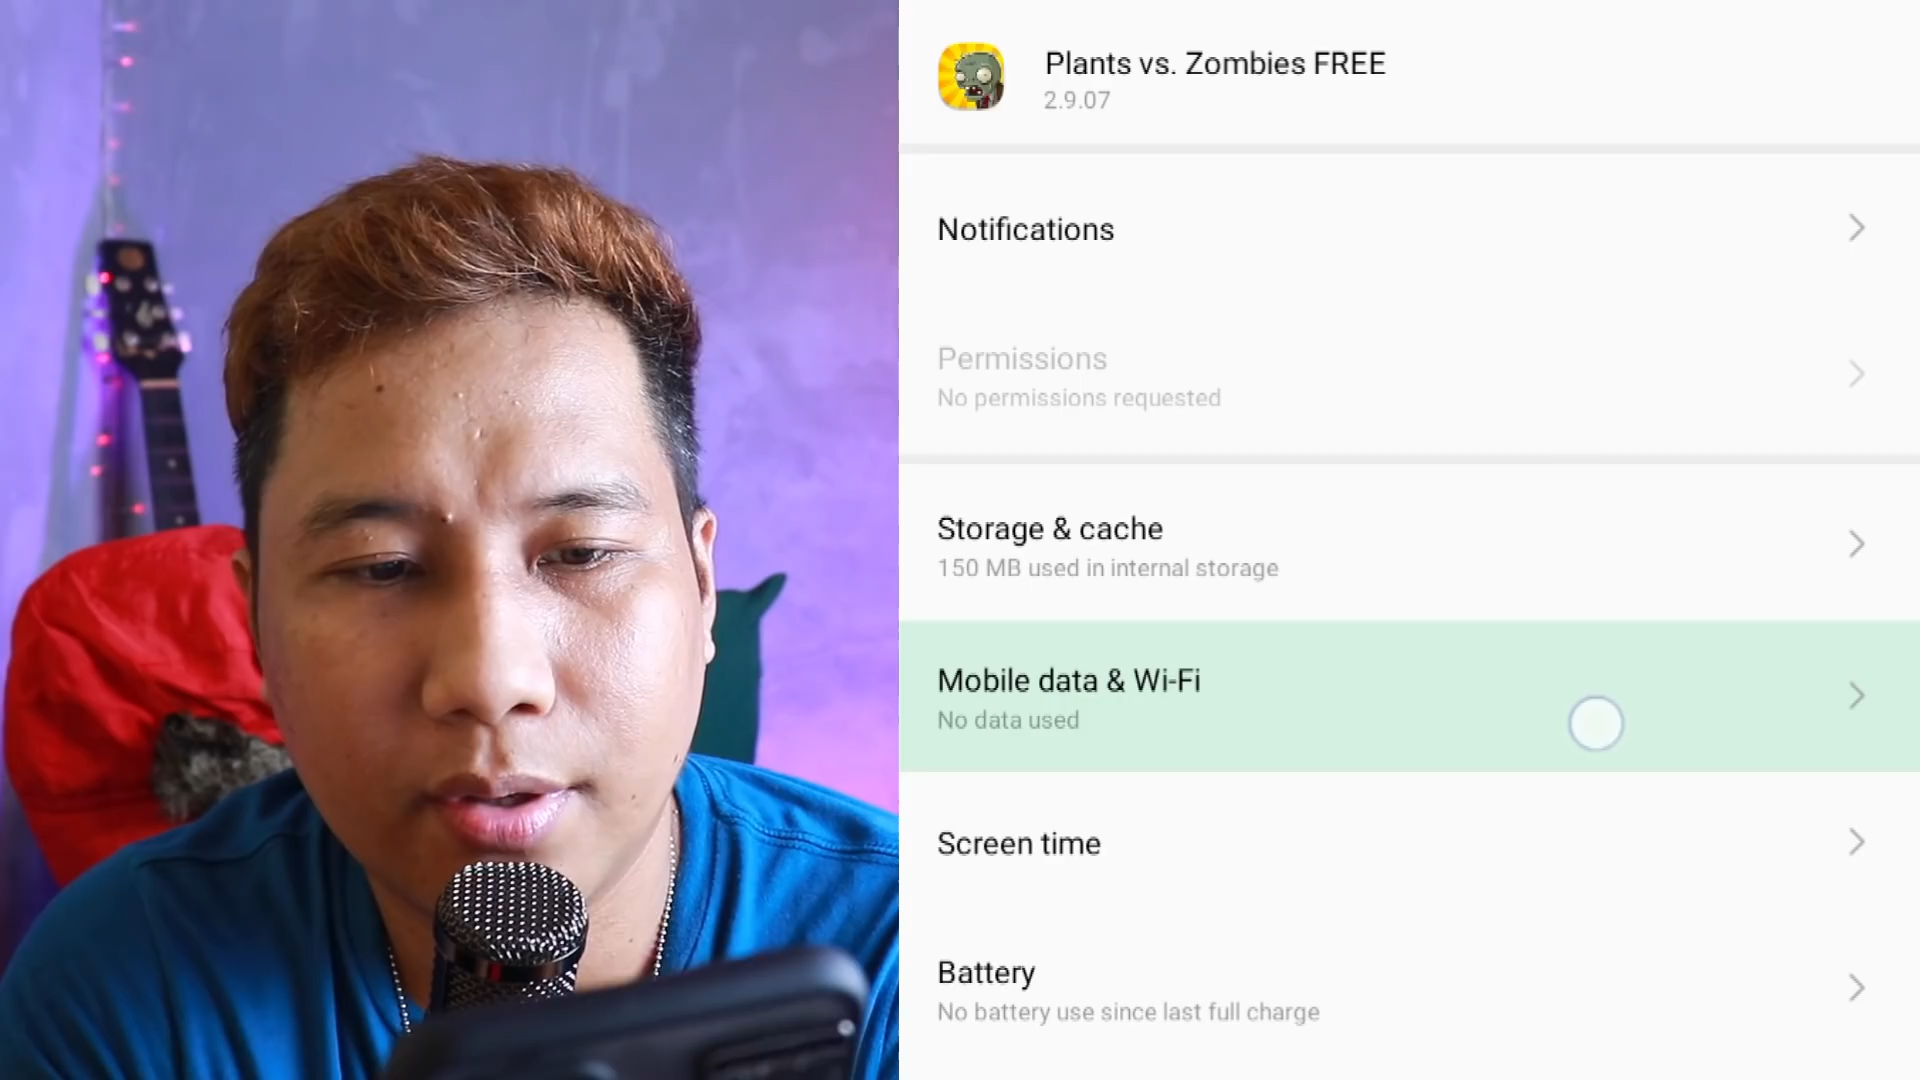 Plants vs. Zombies FREE
2.9.07
Notifications
Permissions
No permissions requested
Storage & cache
150 MB used in internal storage
Mobile data & Wi-Fi
No data used
Screen time
Battery
No battery use since last full charge